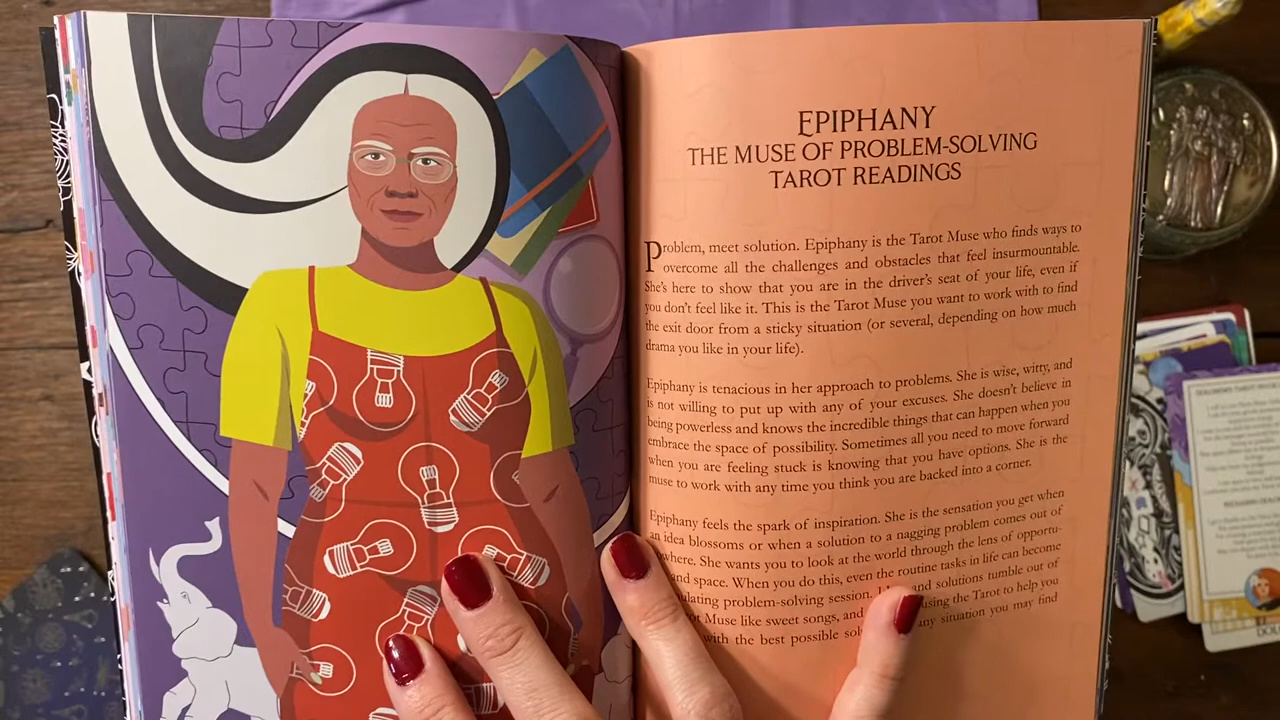 EPIPHANY
THE MUSE OF PROBLEM-SOLVING
TAROT READINGS
Problem, meet solution. Epiphany is the Tarot Muse who finds ways to
overcome all the challenges and obstacles that feel insurmountable.
She's here to show that you are in the driver's seat of your life, even if
you don't feel like it. This is the Tarot Muse you want to work with to find
the exit door from a sticky situation (or several, depending on how much
drama you like in your life).
Epiphany is tenacious in her approach to problems. She is wise, witty, and
is not willing to put up with any of your excuses. She doesn't believe in
being powerless and knows the incredible things that can happen when you
embrace the space of possibility. Sometimes all you need to move forward
when you are feeling stuck is knowing that you have options. She is the
muse to work with any time you think you are backed into a corner.
Epiphany feels the spark of inspiration. She is the sensation you get when
an idea blossoms or when a solution to a nagging problem comes out of
where. She wants you to look at the world through the lens of opportu-
and space. When you do this, even the routine tasks in life can become
ulating problem-solving session. and solutions tumble out of
ot Muse like sweet songs, and using the Tarot to help you
with the best possible sol any situation you may find